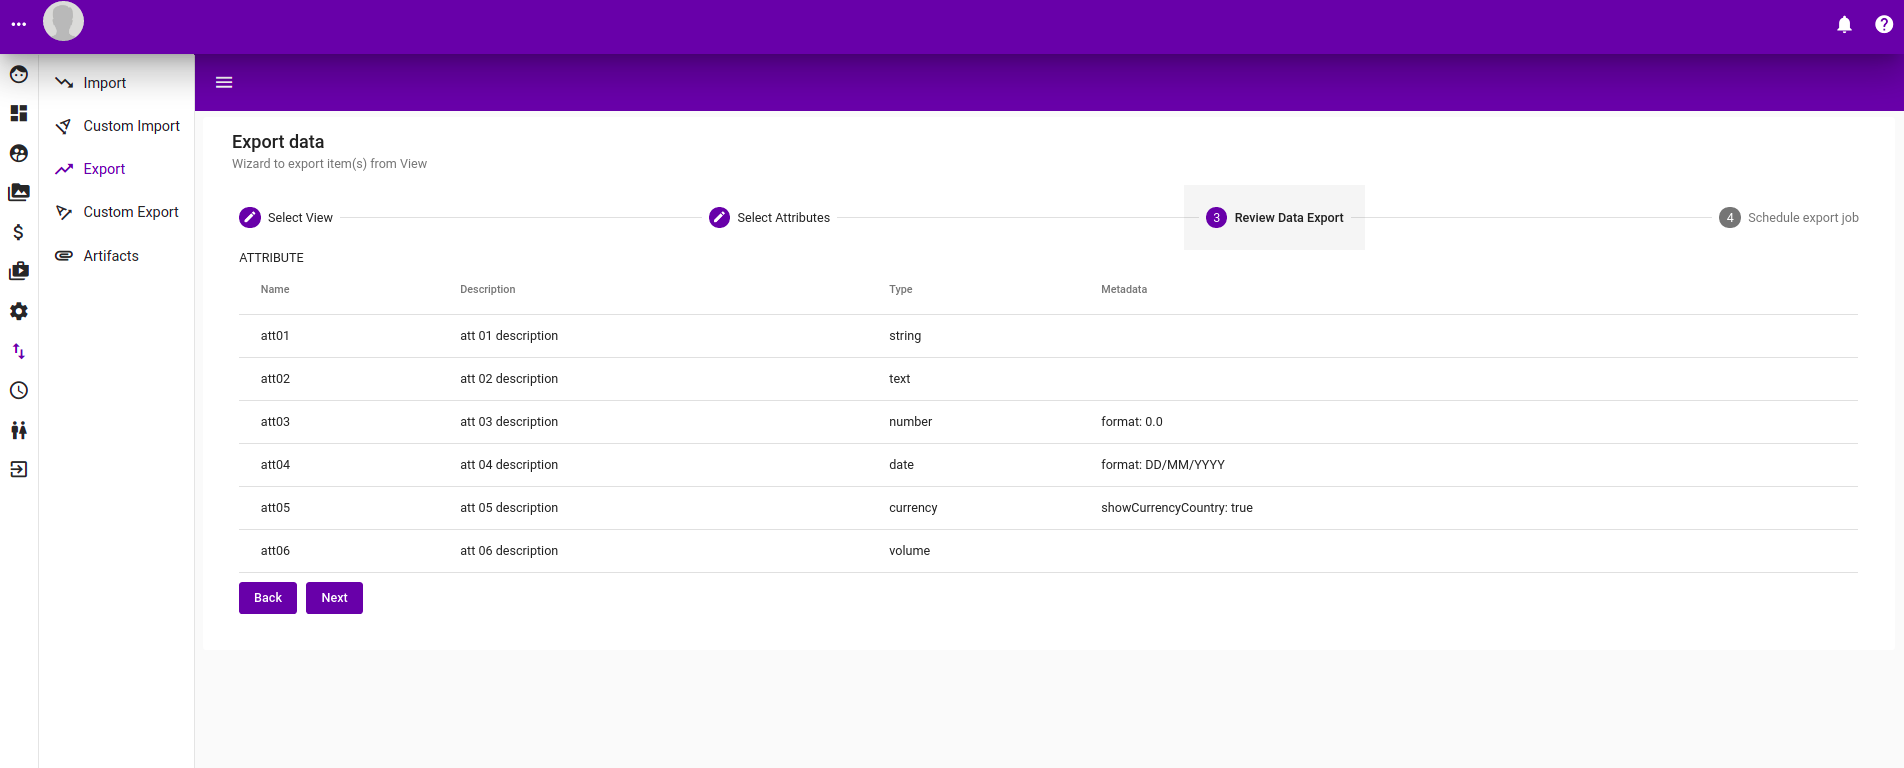 Import
Custom Import
Export
Custom Export
Artifacts
Export data
Wizard to export item(s) from View
Select View
Select Attributes
3 Review Data Export
4 Schedule export job
ATTRIBUTE
Name Description Type Metadata
att01 att 01 description string
att02 att 02 description text
att03 att 03 description number format: 0.0
att04 att 04 description date format: DD/MM/YYYY
att05 att 05 description currency showCurrencyCountry: true
att06 att 06 description volume
Back Next